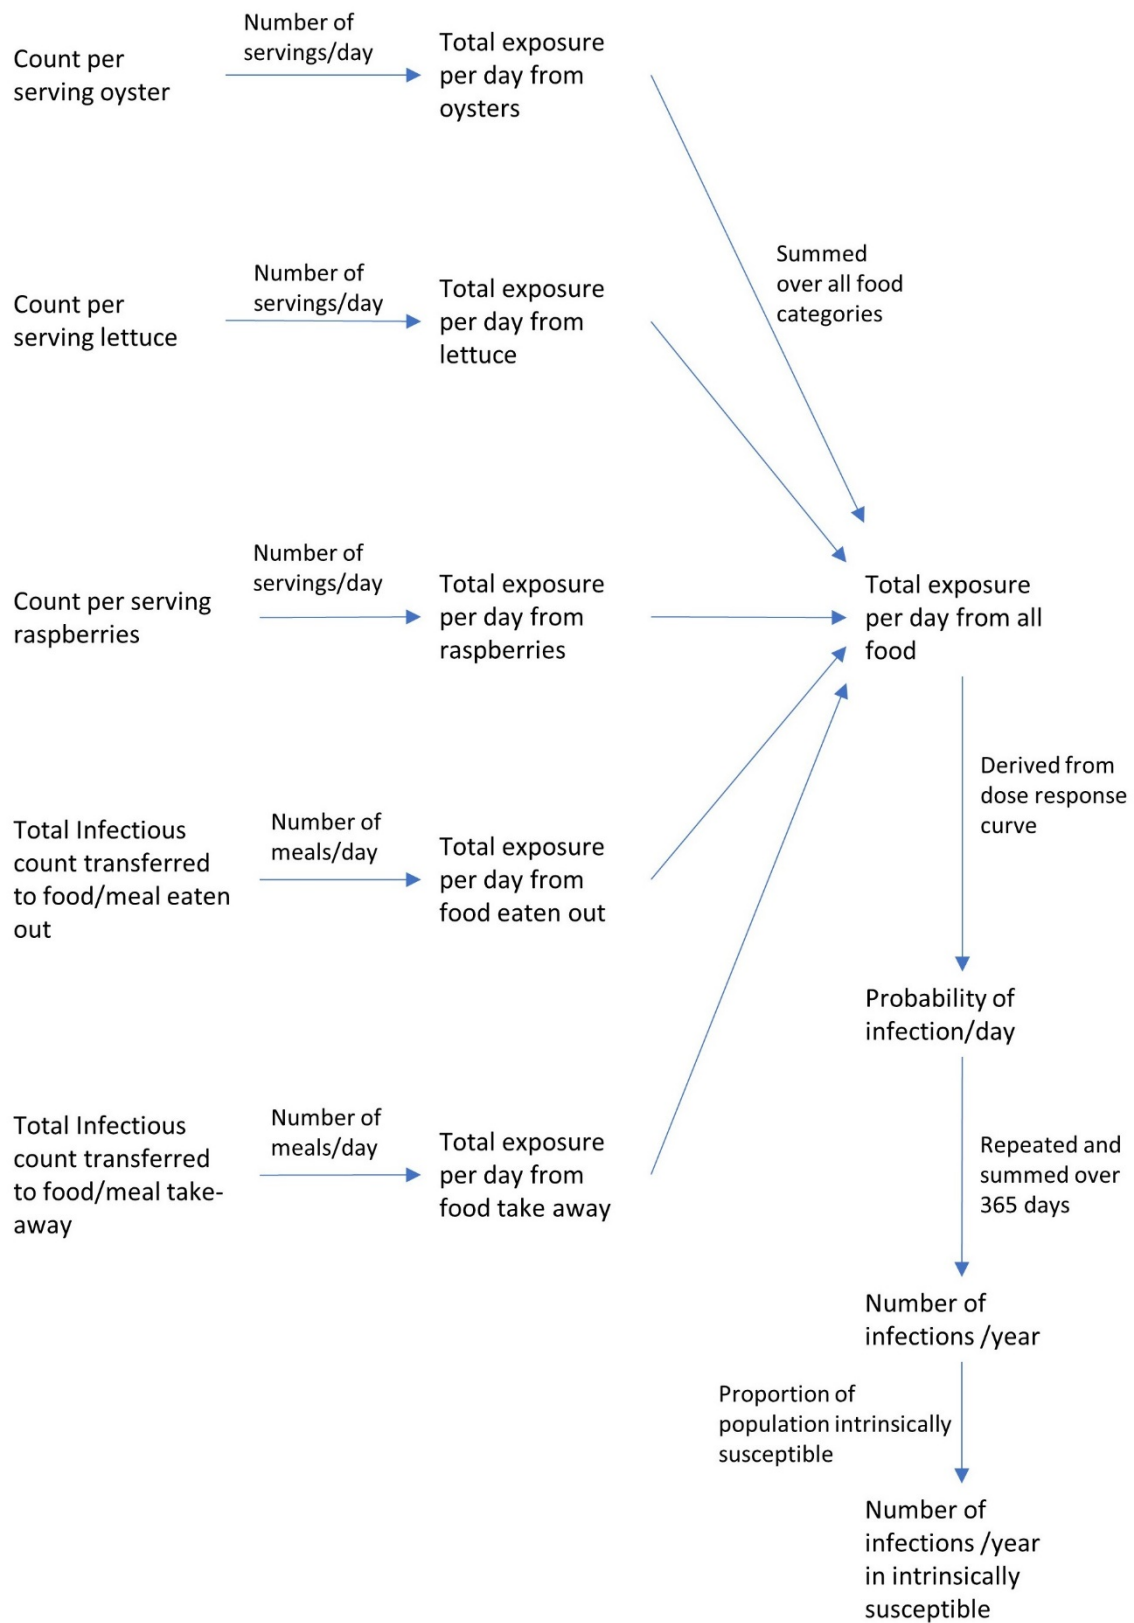 Count per
serving oyster
Number of
servings/day
Total exposure
per day from
oysters
Summed
over all food
categories
Count per
serving lettuce
Number of
servings/day
Total exposure
per day from
lettuce
Count per serving
raspberries
Number of
servings/day
Total exposure
per day from
raspberries
Total exposure
per day from all
food
Total Infectious
count transferred
to food/meal eaten
out
Number of
meals/day
Total exposure
per day from
food eaten out
Derived from
dose response
curve
Probability of
infection/day
Total Infectious
count transferred
to food/meal take-
away
Number of
meals/day
Total exposure
per day from
food take away
Repeated and
summed over
365 days
Number of
infections /year
Proportion of
population intrinsically
susceptible
Number of
infections /year
in intrinsically
susceptible